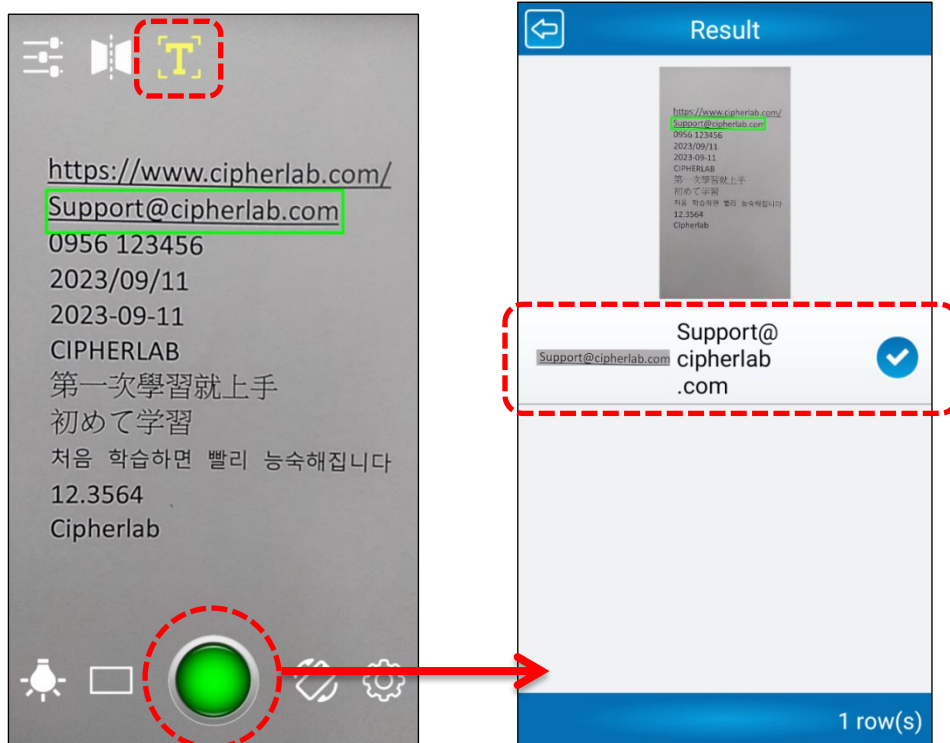 T
https://www.cipherlab.com/
Support@cipherlab.com
0956 123456
2023/09/11
2023-09-11
CIPHERLAB
第一次學習就上手
初めて学習
처음 학습하면 빨리 능숙해집니다
12.3564
Cipherlab
Result
https://www.cipherlab.com/
Support@cipherlab.com
0956 123456
2023/09/11
2023-09-11
CIPHERLAB
第一次學習就上手
初めて学習
처음 학습하면 빨리 능숙해집니다
12.3564
Cipherlab
Support@cipherlab.com
Support@
cipherlab
.com
1 row(s)